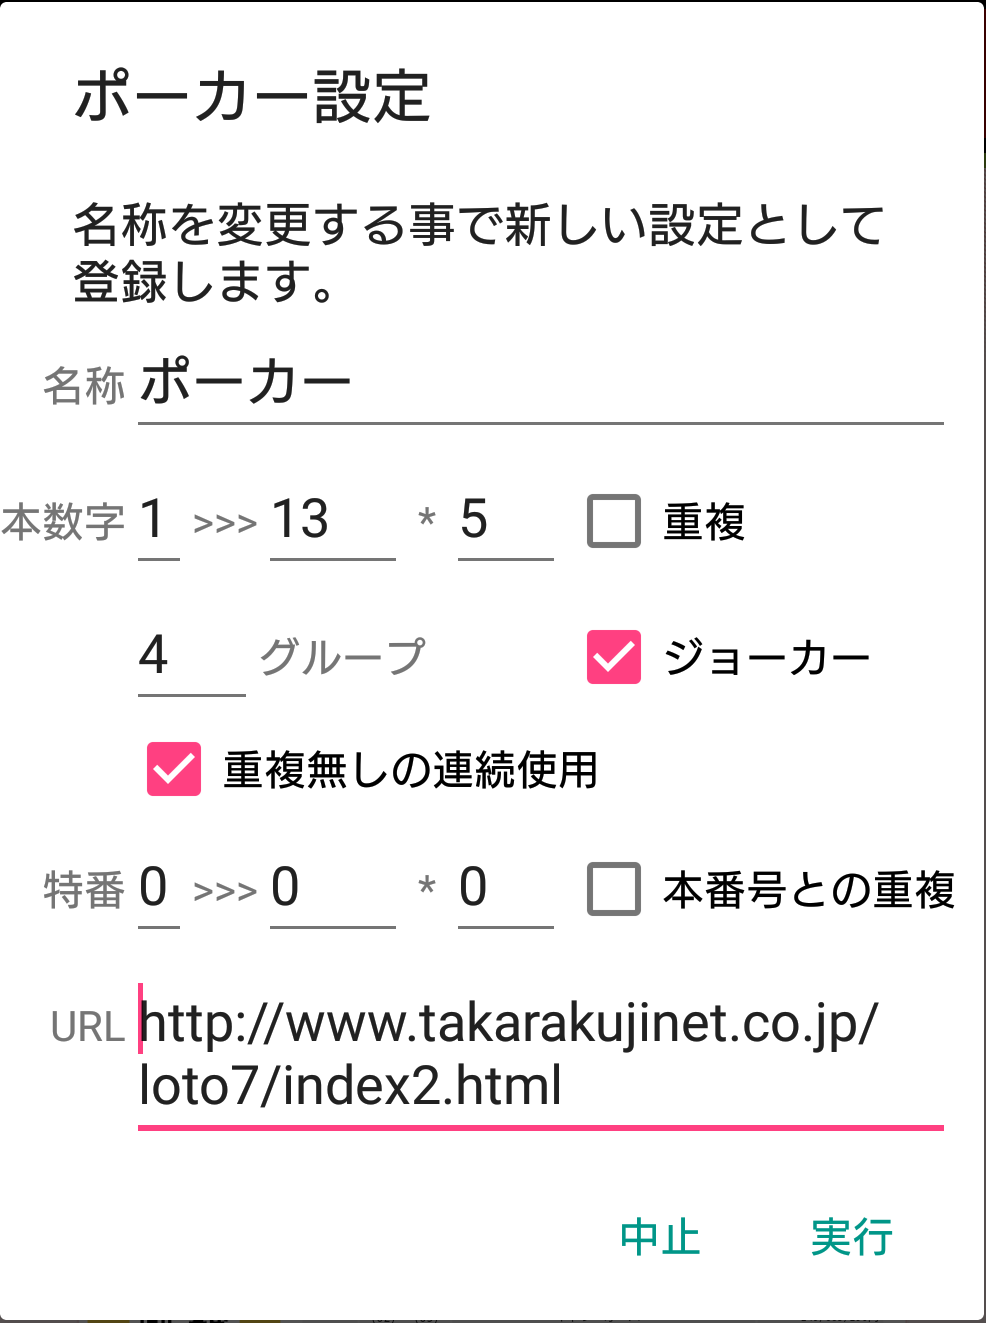 ポーカー設定
名称を変更する事で新しい設定として
登録します。
名称 ポーカー
本数字 1 >>> 13 * 5 重複
4 グループ ジョーカー
重複無しの連続使用
特番 0 >>> 0 * 0 本番号との重複
URL http://www.takarakujinet.co.jp/
loto7/index2.html
中止 実行